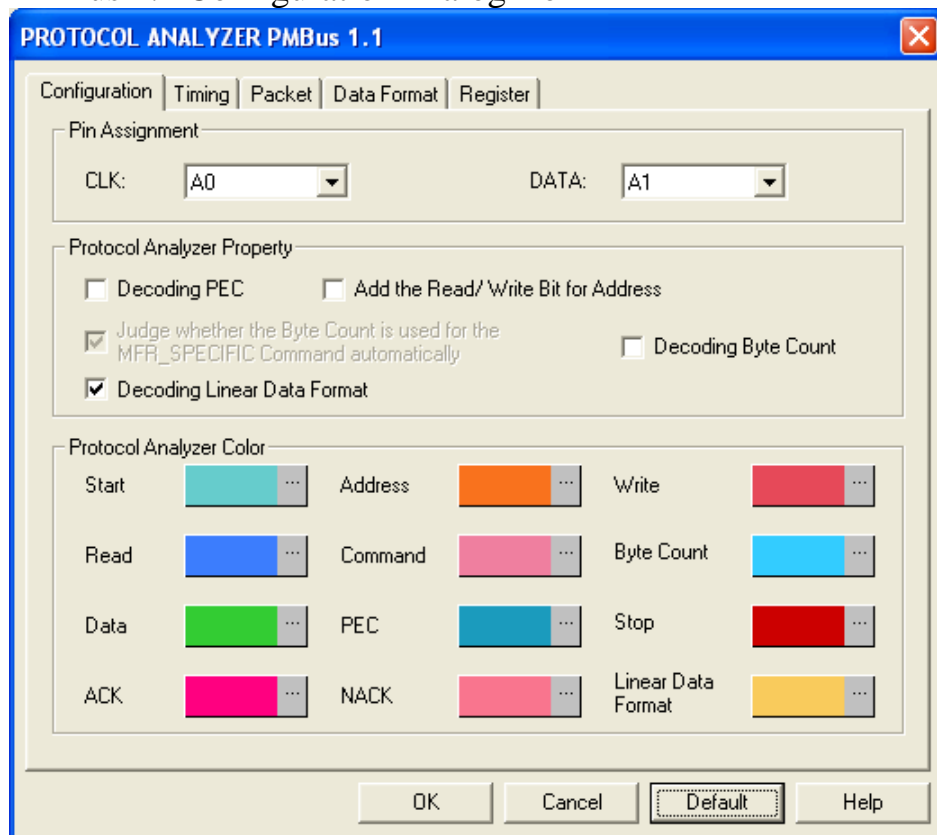 PROTOCOL ANALYZER PMBus 1.1
Configuration Timing Packet Data Format Register
Pin Assignment
CLK: A0 DATA: A1
Protocol Analyzer Property
Decoding PEC Add the Read/ Write Bit for Address
Judge whether the Byte Count is used for the
MFR_SPECIFIC Command automatically
Decoding Byte Count
Decoding Linear Data Format
Protocol Analyzer Color
Start ... Address ... Write ...
Read ... Command ... Byte Count ...
Data ... PEC ... Stop ...
ACK ... NACK ... Linear Data
Format ...
OK Cancel Default Help